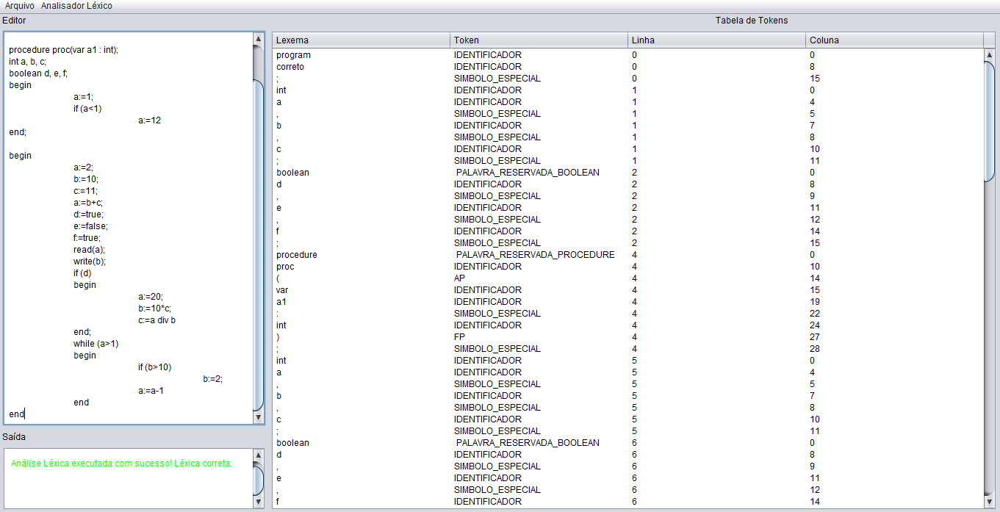 Arquivo Analisador Léxico
Editor
procedure proc(var a1 : int);
int a, b, c;
boolean d, e, f;
begin
a:=1;
if (a<1)
a:=12
end;
begin
a:=2;
b:=10;
c:=11;
a:=b+c;
d:=true;
e:=false;
f:=true;
read(a);
write(b);
if (d)
begin
a:=20;
b:=10*c;
c:=a div b
end;
while (a>1)
begin
if (b>10)
b:=2;
a:=a-1
end
end
Saída
Análise Léxica executada com sucesso! Léxica correta.
Tabela de Tokens
Lexema Token Linha Coluna
program IDENTIFICADOR 0 0
correto IDENTIFICADOR 0 8
; SIMBOLO_ESPECIAL 0 15
int IDENTIFICADOR 1 0
a IDENTIFICADOR 1 4
, SIMBOLO_ESPECIAL 1 5
b IDENTIFICADOR 1 7
, SIMBOLO_ESPECIAL 1 8
c IDENTIFICADOR 1 10
; SIMBOLO_ESPECIAL 1 11
boolean PALAVRA_RESERVADA_BOOLEAN 2 0
d IDENTIFICADOR 2 8
, SIMBOLO_ESPECIAL 2 9
e IDENTIFICADOR 2 11
, SIMBOLO_ESPECIAL 2 12
f IDENTIFICADOR 2 14
; SIMBOLO_ESPECIAL 2 15
procedure PALAVRA_RESERVADA_PROCEDURE 4 0
proc IDENTIFICADOR 4 10
( AP 4 14
var IDENTIFICADOR 4 15
a1 IDENTIFICADOR 4 19
: SIMBOLO_ESPECIAL 4 22
int IDENTIFICADOR 4 24
) FP 4 27
; SIMBOLO_ESPECIAL 4 28
int IDENTIFICADOR 5 0
a IDENTIFICADOR 5 4
, SIMBOLO_ESPECIAL 5 5
b IDENTIFICADOR 5 7
, SIMBOLO_ESPECIAL 5 8
c IDENTIFICADOR 5 10
; SIMBOLO_ESPECIAL 5 11
boolean PALAVRA_RESERVADA_BOOLEAN 6 0
d IDENTIFICADOR 6 8
, SIMBOLO_ESPECIAL 6 9
e IDENTIFICADOR 6 11
, SIMBOLO_ESPECIAL 6 12
f IDENTIFICADOR 6 14